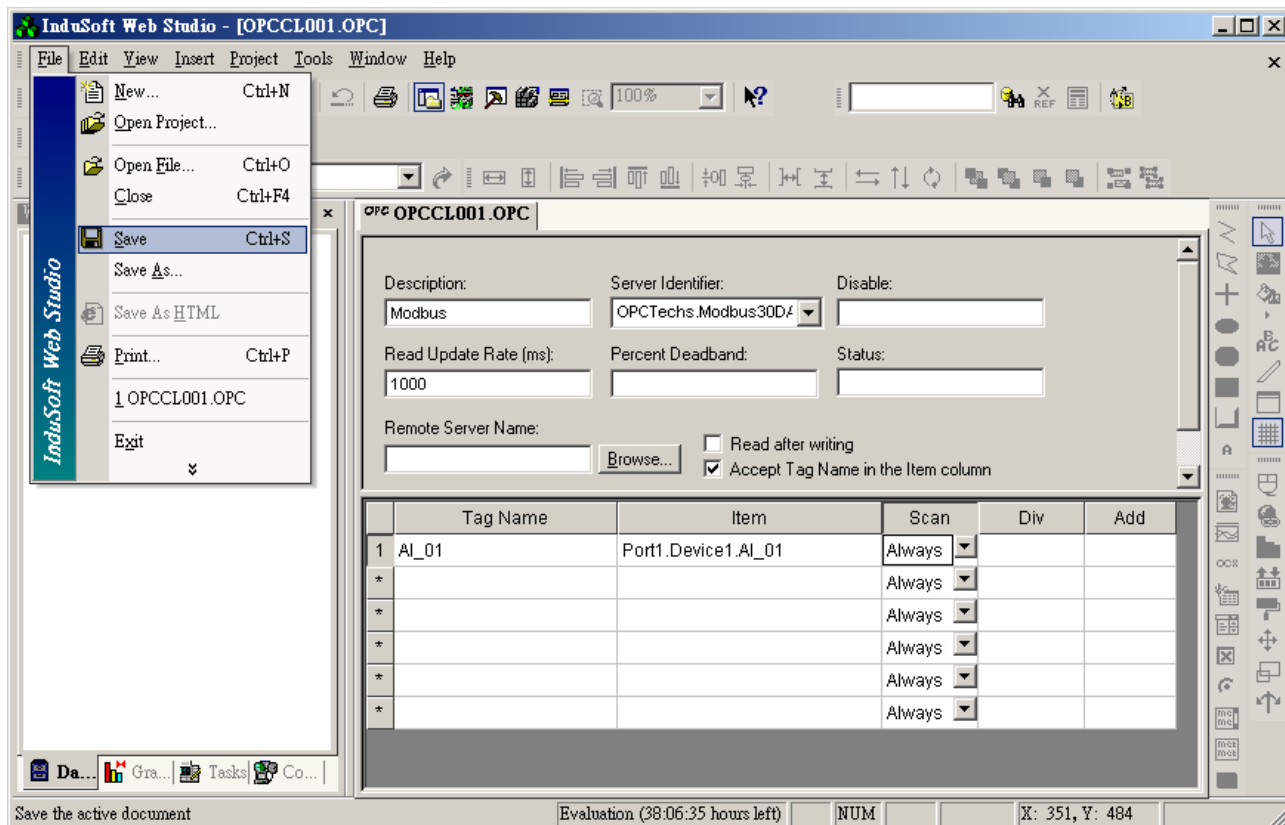 InduSoft Web Studio - [OPCCL001.OPC]
File Edit View Insert Project Tools Window Help
New... Ctrl+N
Open Project...
Open File... Ctrl+O
Close Ctrl+F4
Save Ctrl+S
Save As...
Save As HTML
Print... Ctrl+P
1 OPCCL001.OPC
Exit
InduSoft Web Studio
100%
XREF
OPC OPCCL001.OPC
Description: Server Identifier: Disable:
Modbus OPCTechs.Modbus30DA
Read Update Rate (ms): Percent Deadband: Status:
1000
Remote Server Name:
Browse...
Read after writing
Accept Tag Name in the Item column
Tag Name Item Scan Div Add
1 AI_01 Port1.Device1.AI_01 Always
* Always
* Always
* Always
* Always
* Always
Da... Gra... Tasks Co...
Save the active document Evaluation (38:06:35 hours left) NUM X: 351, Y: 484